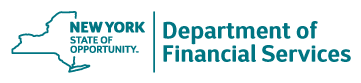 NEW YORK
STATE OF
OPPORTUNITY.
Department of
Financial Services